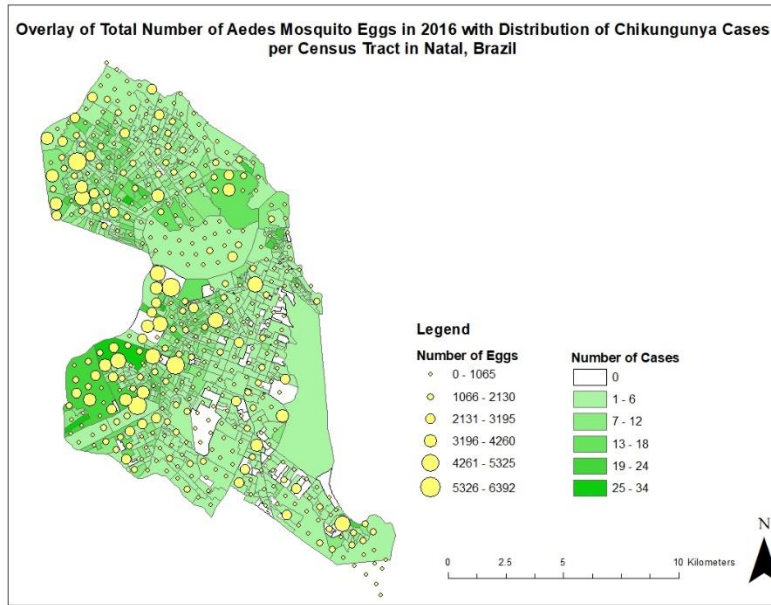 Overlay of Total Number of Aedes Mosquito Eggs in 2016 with Distribution of Chikungunya Cases
per Census Tract in Natal, Brazil
Legend
Number of Eggs
0 - 1065
1066 - 2130
2131 - 3195
3196 - 4260
4261 - 5325
5326 - 6392
Number of Cases
0
1 - 6
7 - 12
13 - 18
19 - 24
25 - 34
N
0 2.5 5 10 Kilometers